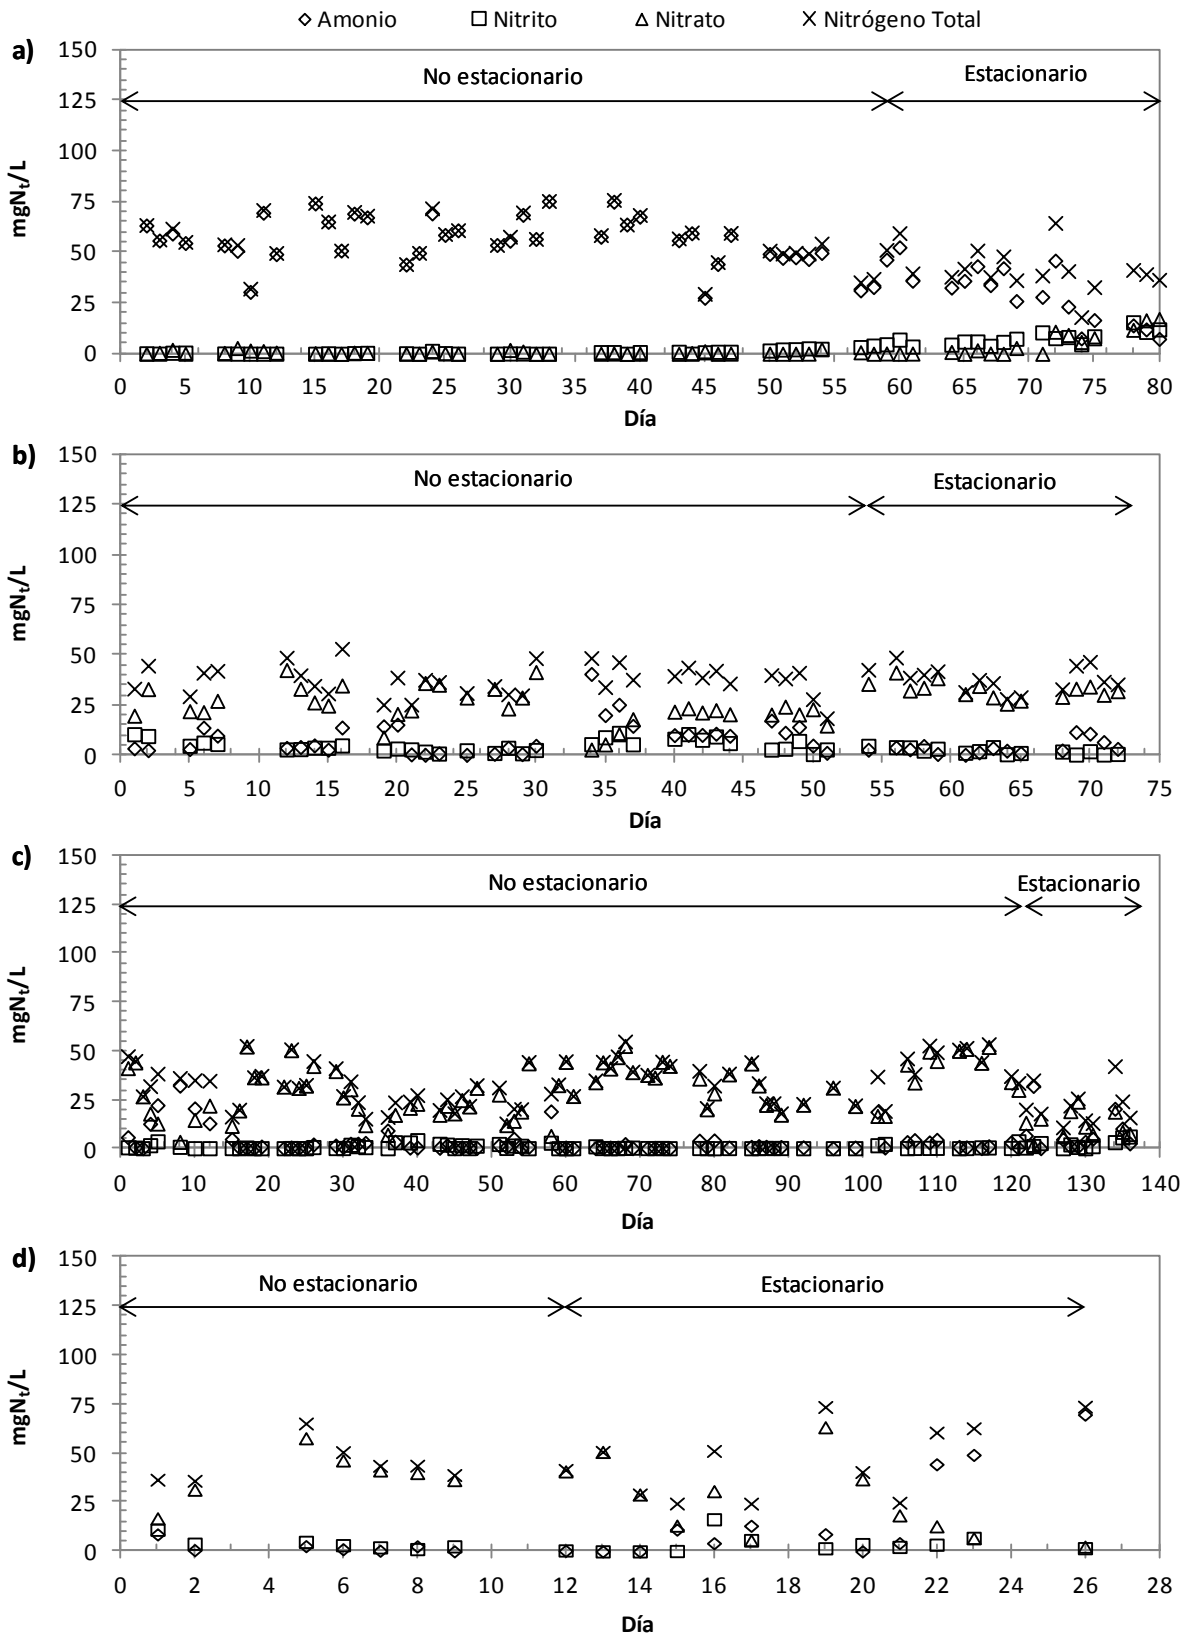 Amonio Nitrito Nitrato Nitrógeno Total
a)
150
No estacionario Estacionario
125
100
mgNt/L
75
50
25
0
0 5 10 15 20 25 30 35 40 45 50 55 60 65 70 75 80
Día
b)
150
No estacionario Estacionario
125
100
mgNt/L
75
50
25
0
0 5 10 15 20 25 30 35 40 45 50 55 60 65 70 75
Día
c)
150
No estacionario Estacionario
125
100
mgNt/L
75
50
25
0
0 10 20 30 40 50 60 70 80 90 100 110 120 130 140
Día
d)
150
No estacionario Estacionario
125
100
mgNt/L
75
50
25
0
0 2 4 6 8 10 12 14 16 18 20 22 24 26 28
Día